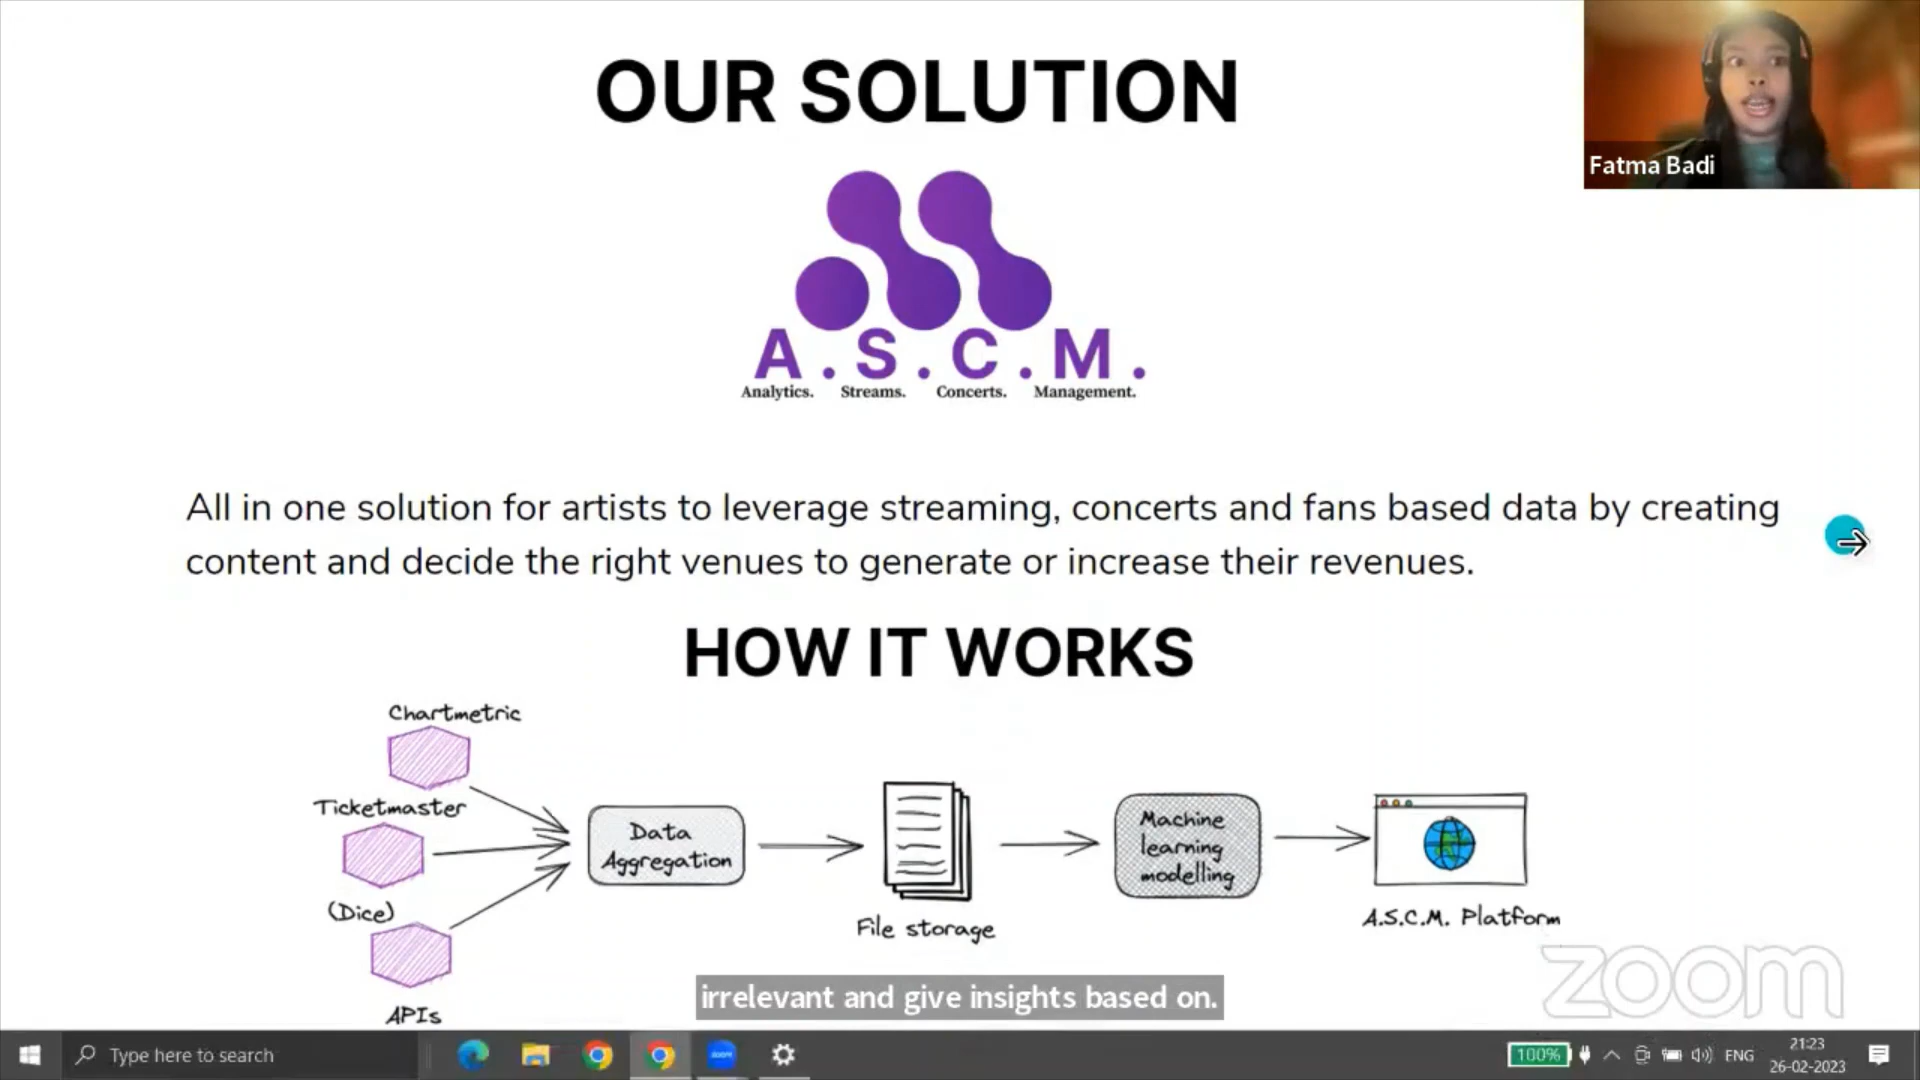 OUR SOLUTION
Fatma Badi
A.S.C.M.
Analytics. Streams. Concerts. Management.
All in one solution for artists to leverage streaming, concerts and fans based data by creating
content and decide the right venues to generate or increase their revenues.
HOW IT WORKS
Chartmetric
Ticketmaster
(Dice)
APIs
Data
Aggregation
File storage
Machine
learning
modelling
A.S.C.M. Platform
zoom
irrelevant and give insights based on.
Type here to search
zoom
100%
ENG
21:23
26-02-2023